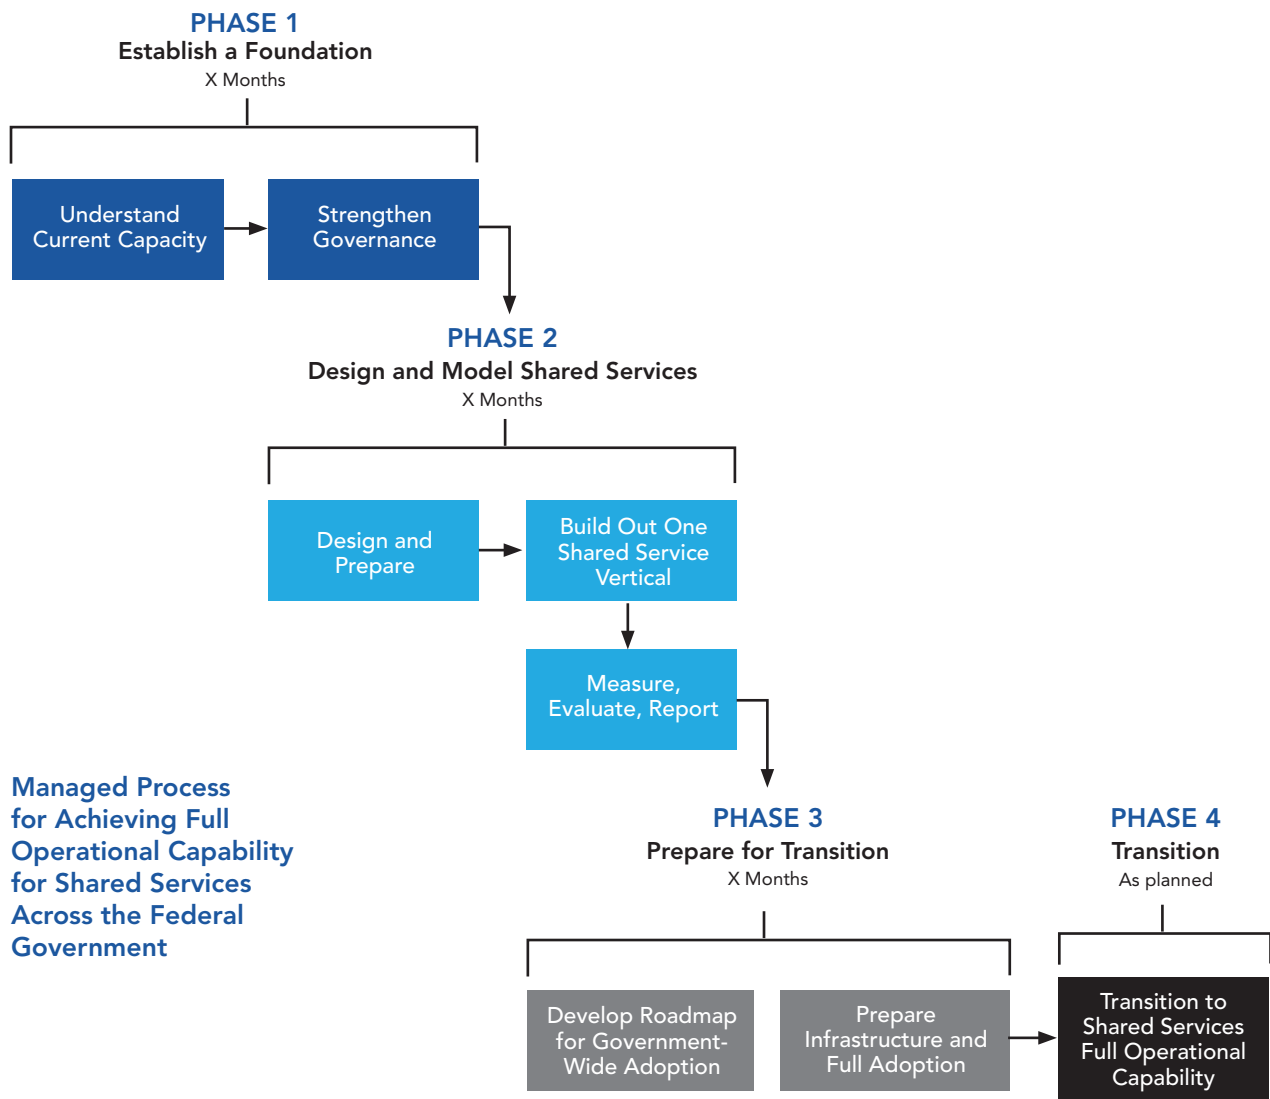 PHASE 1
Establish a Foundation
X Months
Understand
Current Capacity
Strengthen
Governance
PHASE 2
Design and Model Shared Services
X Months
Design and
Prepare
Build Out One
Shared Service
Vertical
Measure,
Evaluate, Report
Managed Process
for Achieving Full
Operational Capability
for Shared Services
Across the Federal
Government
PHASE 3
Prepare for Transition
X Months
Develop Roadmap
for Government-
Wide Adoption
Prepare
Infrastructure and
Full Adoption
PHASE 4
Transition
As planned
Transition to
Shared Services
Full Operational
Capability